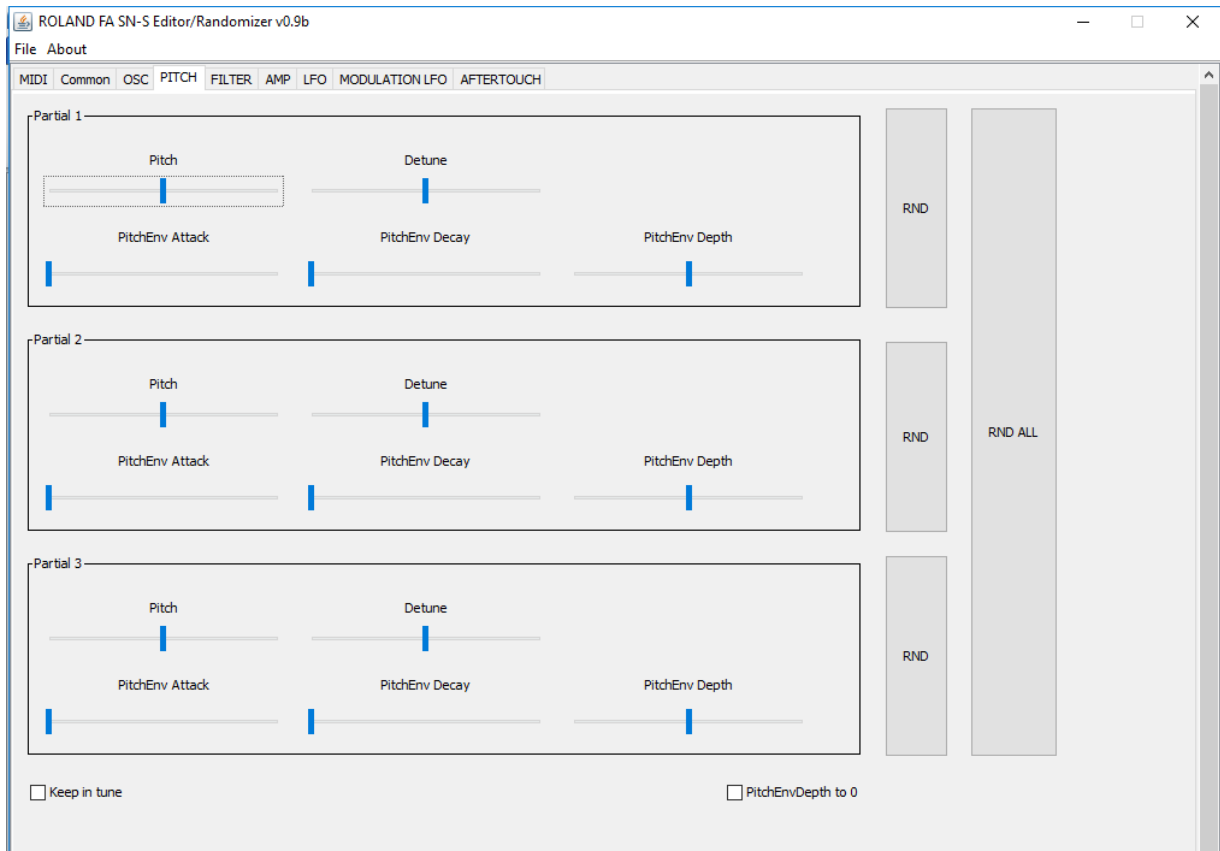 ROLAND FA SN-S Editor/Randomizer v0.9b
File About
MIDI Common OSC PITCH FILTER AMP LFO MODULATION LFO AFTERTOUCH
Partial 1
Pitch Detune
PitchEnv Attack PitchEnv Decay PitchEnv Depth
RND
Partial 2
Pitch Detune
PitchEnv Attack PitchEnv Decay PitchEnv Depth
RND
RND ALL
Partial 3
Pitch Detune
PitchEnv Attack PitchEnv Decay PitchEnv Depth
RND
Keep in tune PitchEnvDepth to 0